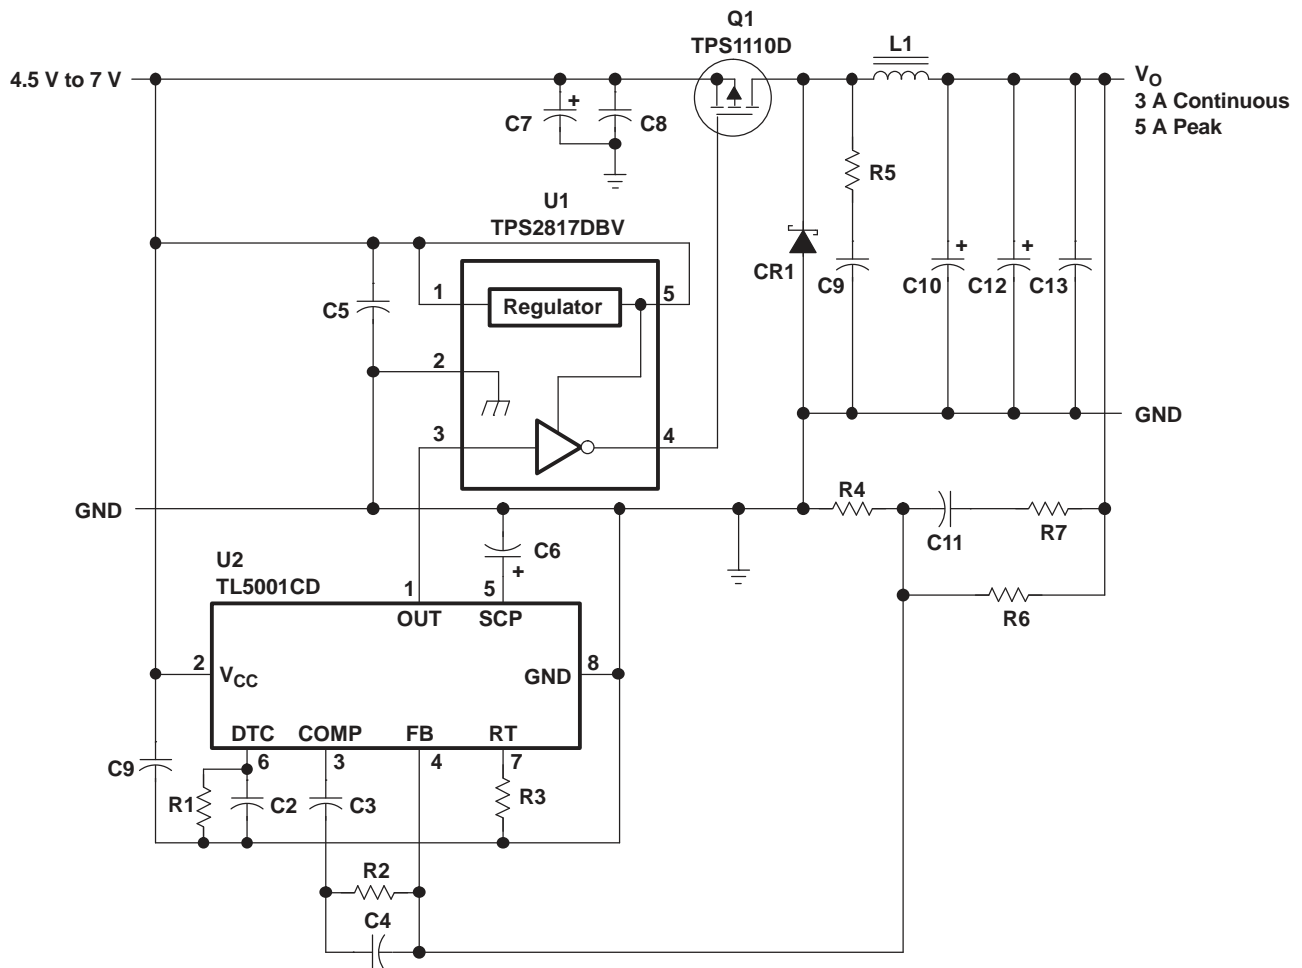 Q1
TPS1110D
L1
4.5 V to 7 V
VO
3 A Continuous
5 A Peak
+
C7
C8
R5
U1
TPS2817DBV
CR1
C9
+
C10
+
C12
C13
C5
1
Regulator
5
2
3
4
GND
GND
R4
C11
R7
R6
C6
+
U2
TL5001CD
1
5
OUT
SCP
2
VCC
GND
8
DTC
COMP
FB
RT
6
3
4
7
C9
R1
C2
C3
R3
R2
C4